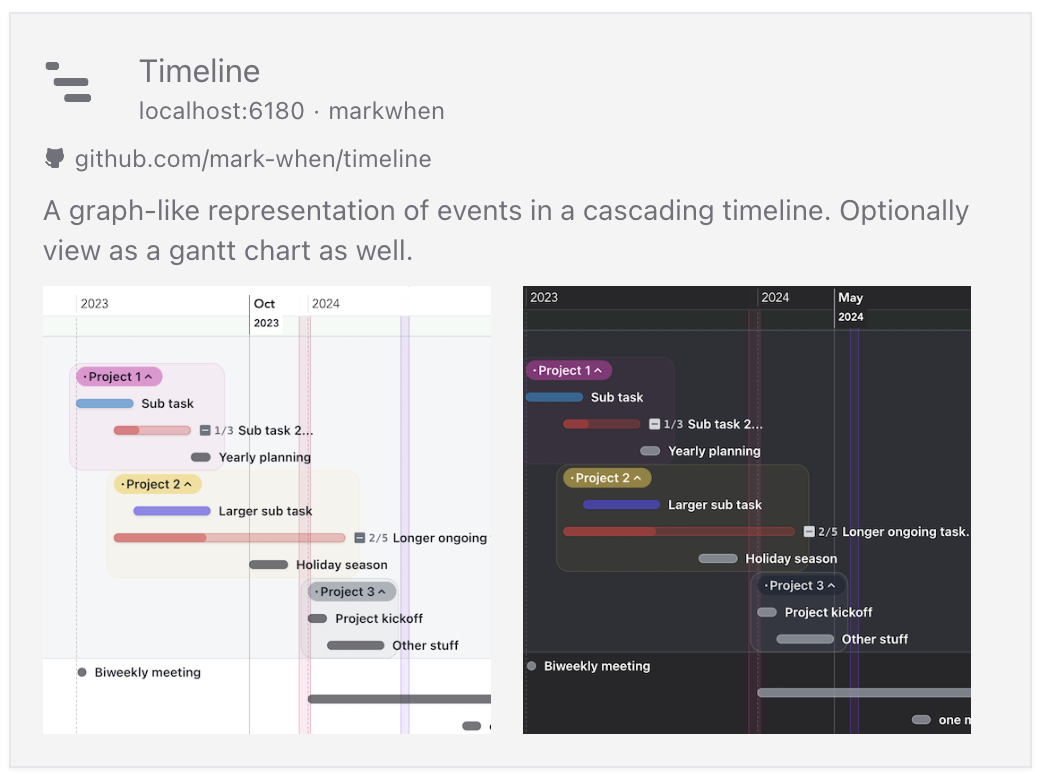 Timeline
localhost:6180 · markwhen
github.com/mark-when/timeline
A graph-like representation of events in a cascading timeline. Optionally
view as a gantt chart as well.
2023
Oct
2024
2023
· Project 1
Sub task
1/3 Sub task 2...
Yearly planning
· Project 2
Larger sub task
2/5 Longer ongoing
Holiday season
· Project 3
Project kickoff
Other stuff
Biweekly meeting
2023
2024
May
2024
· Project 1
Sub task
1/3 Sub task 2...
Yearly planning
· Project 2
Larger sub task
2/5 Longer ongoing task.
Holiday season
· Project 3
Project kickoff
Other stuff
Biweekly meeting
one